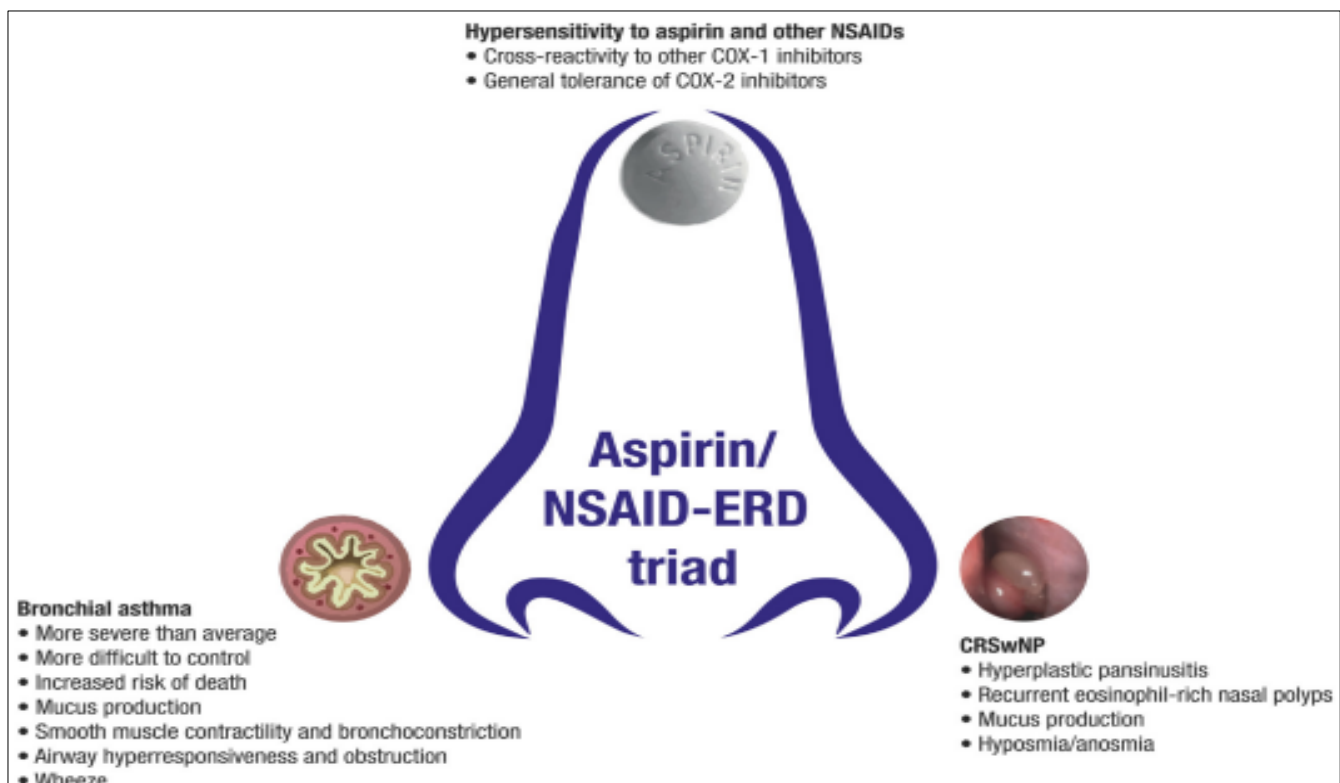 Hypersensitivity to aspirin and other NSAIDs
• Cross-reactivity to other COX-1 inhibitors
• General tolerance of COX-2 inhibitors
ASPIRIN
Aspirin/
NSAID-ERD
triad
Bronchial asthma
• More severe than average
• More difficult to control
• Increased risk of death
• Mucus production
• Smooth muscle contractility and bronchoconstriction
• Airway hyperresponsiveness and obstruction
• Wheeze
CRSwNP
• Hyperplastic pansinusitis
• Recurrent eosinophil-rich nasal polyps
• Mucus production
• Hyposmia/anosmia